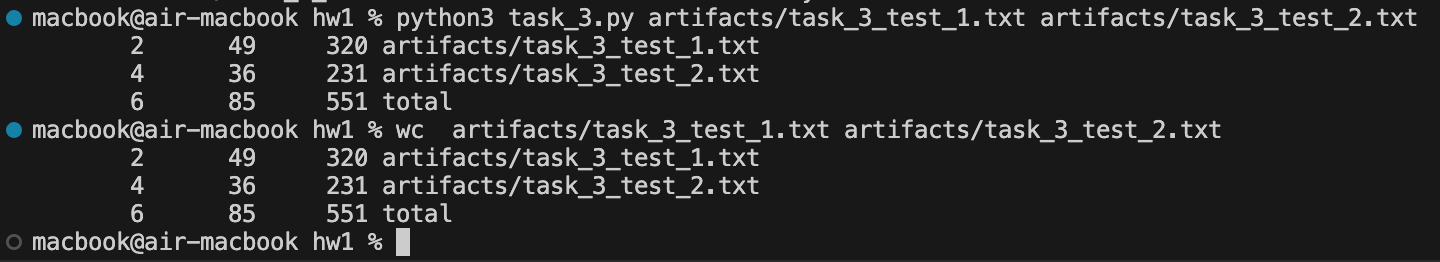 macbook@air-macbook hw1 % python3 task_3.py artifacts/task_3_test_1.txt artifacts/task_3_test_2.txt
2 49 320 artifacts/task_3_test_1.txt
4 36 231 artifacts/task_3_test_2.txt
6 85 551 total
macbook@air-macbook hw1 % wc  artifacts/task_3_test_1.txt artifacts/task_3_test_2.txt
2 49 320 artifacts/task_3_test_1.txt
4 36 231 artifacts/task_3_test_2.txt
6 85 551 total
macbook@air-macbook hw1 %